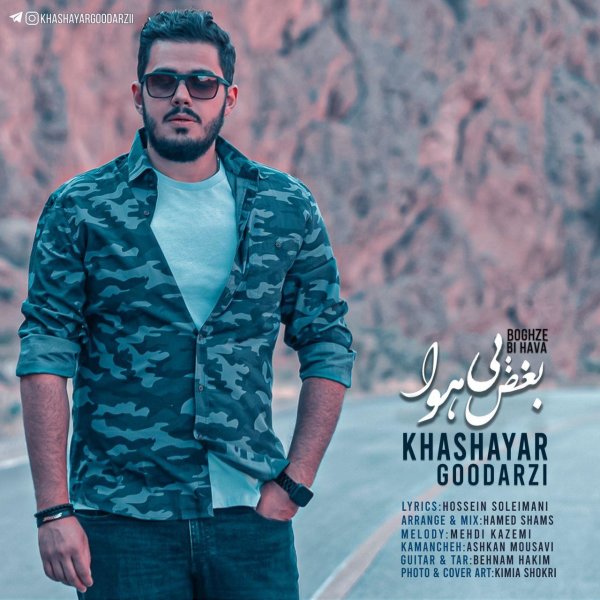 KHASHAYARGOODARZII
BOGHZE
BI HAVA
بغض بی هوا
KHASHAYAR
GOODARZI
LYRICS:HOSSEIN SOLEIMANI
ARRANGE & MIX:HAMED SHAMS
MELODY:MEHDI KAZEMI
KAMANCHEH:ASHKAN MOUSAVI
GUITAR & TAR:BEHNAM HAKIM
PHOTO & COVER ART:KIMIA SHOKRI